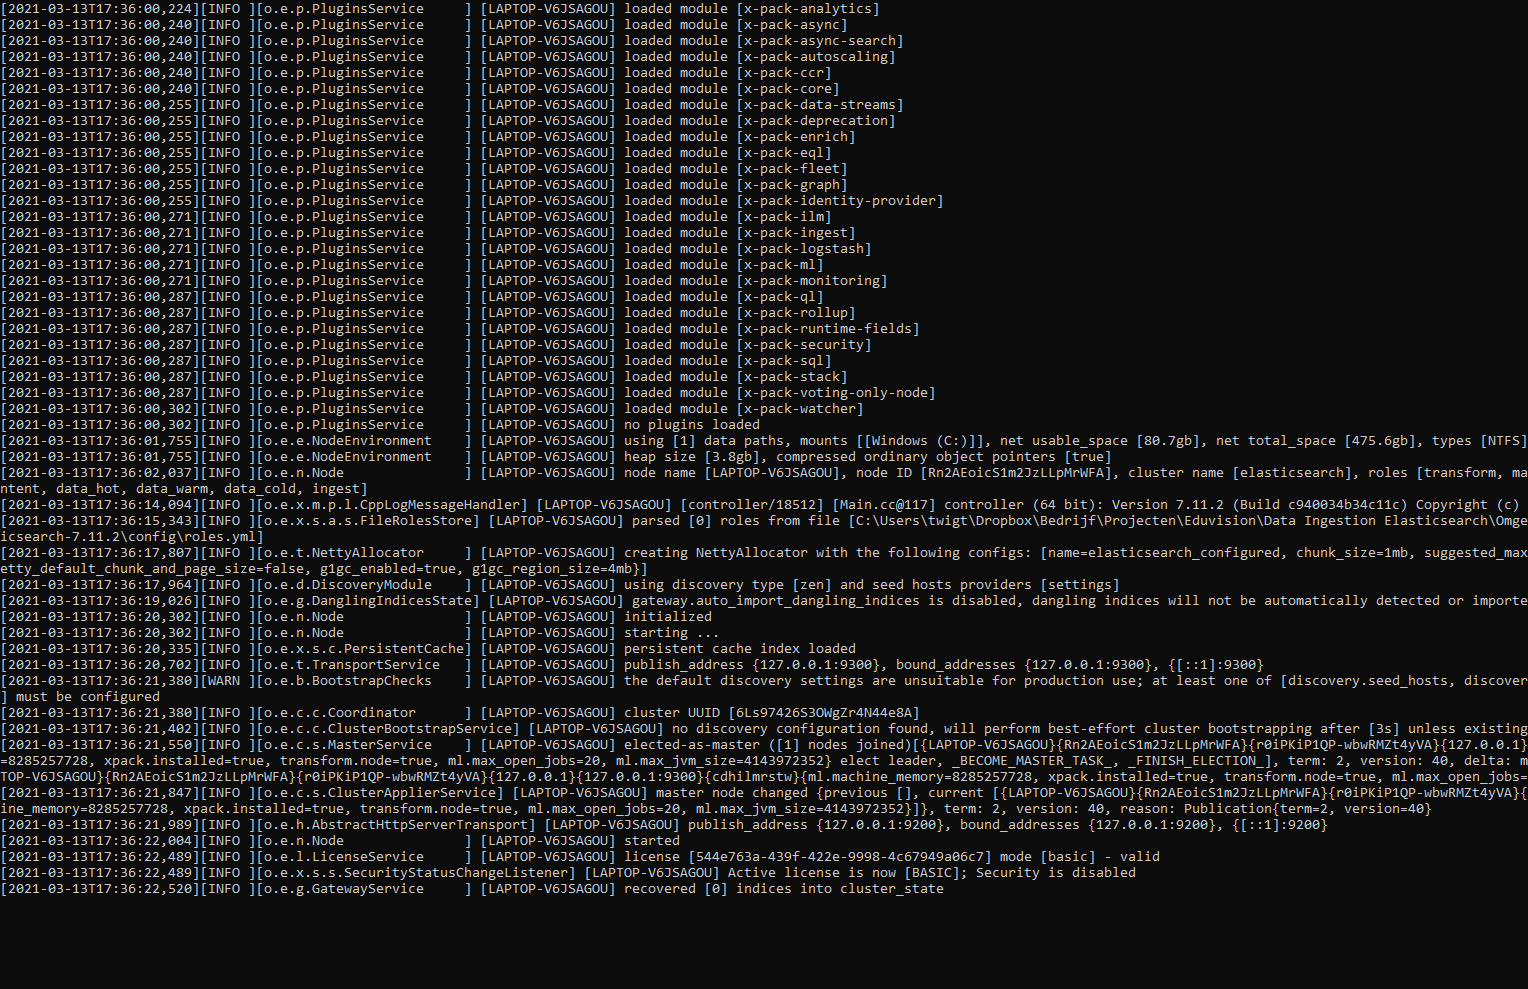 [2021-03-13T17:36:00,224][INFO ][o.e.p.PluginsService     ] [LAPTOP-V6JSAGOU] loaded module [x-pack-analytics]
[2021-03-13T17:36:00,240][INFO ][o.e.p.PluginsService     ] [LAPTOP-V6JSAGOU] loaded module [x-pack-async]
[2021-03-13T17:36:00,240][INFO ][o.e.p.PluginsService     ] [LAPTOP-V6JSAGOU] loaded module [x-pack-async-search]
[2021-03-13T17:36:00,240][INFO ][o.e.p.PluginsService     ] [LAPTOP-V6JSAGOU] loaded module [x-pack-autoscaling]
[2021-03-13T17:36:00,240][INFO ][o.e.p.PluginsService     ] [LAPTOP-V6JSAGOU] loaded module [x-pack-ccr]
[2021-03-13T17:36:00,240][INFO ][o.e.p.PluginsService     ] [LAPTOP-V6JSAGOU] loaded module [x-pack-core]
[2021-03-13T17:36:00,255][INFO ][o.e.p.PluginsService     ] [LAPTOP-V6JSAGOU] loaded module [x-pack-data-streams]
[2021-03-13T17:36:00,255][INFO ][o.e.p.PluginsService     ] [LAPTOP-V6JSAGOU] loaded module [x-pack-deprecation]
[2021-03-13T17:36:00,255][INFO ][o.e.p.PluginsService     ] [LAPTOP-V6JSAGOU] loaded module [x-pack-enrich]
[2021-03-13T17:36:00,255][INFO ][o.e.p.PluginsService     ] [LAPTOP-V6JSAGOU] loaded module [x-pack-eql]
[2021-03-13T17:36:00,255][INFO ][o.e.p.PluginsService     ] [LAPTOP-V6JSAGOU] loaded module [x-pack-fleet]
[2021-03-13T17:36:00,255][INFO ][o.e.p.PluginsService     ] [LAPTOP-V6JSAGOU] loaded module [x-pack-graph]
[2021-03-13T17:36:00,255][INFO ][o.e.p.PluginsService     ] [LAPTOP-V6JSAGOU] loaded module [x-pack-identity-provider]
[2021-03-13T17:36:00,271][INFO ][o.e.p.PluginsService     ] [LAPTOP-V6JSAGOU] loaded module [x-pack-ilm]
[2021-03-13T17:36:00,271][INFO ][o.e.p.PluginsService     ] [LAPTOP-V6JSAGOU] loaded module [x-pack-ingest]
[2021-03-13T17:36:00,271][INFO ][o.e.p.PluginsService     ] [LAPTOP-V6JSAGOU] loaded module [x-pack-logstash]
[2021-03-13T17:36:00,271][INFO ][o.e.p.PluginsService     ] [LAPTOP-V6JSAGOU] loaded module [x-pack-ml]
[2021-03-13T17:36:00,271][INFO ][o.e.p.PluginsService     ] [LAPTOP-V6JSAGOU] loaded module [x-pack-monitoring]
[2021-03-13T17:36:00,287][INFO ][o.e.p.PluginsService     ] [LAPTOP-V6JSAGOU] loaded module [x-pack-ql]
[2021-03-13T17:36:00,287][INFO ][o.e.p.PluginsService     ] [LAPTOP-V6JSAGOU] loaded module [x-pack-rollup]
[2021-03-13T17:36:00,287][INFO ][o.e.p.PluginsService     ] [LAPTOP-V6JSAGOU] loaded module [x-pack-runtime-fields]
[2021-03-13T17:36:00,287][INFO ][o.e.p.PluginsService     ] [LAPTOP-V6JSAGOU] loaded module [x-pack-security]
[2021-03-13T17:36:00,287][INFO ][o.e.p.PluginsService     ] [LAPTOP-V6JSAGOU] loaded module [x-pack-sql]
[2021-03-13T17:36:00,287][INFO ][o.e.p.PluginsService     ] [LAPTOP-V6JSAGOU] loaded module [x-pack-stack]
[2021-03-13T17:36:00,287][INFO ][o.e.p.PluginsService     ] [LAPTOP-V6JSAGOU] loaded module [x-pack-voting-only-node]
[2021-03-13T17:36:00,302][INFO ][o.e.p.PluginsService     ] [LAPTOP-V6JSAGOU] loaded module [x-pack-watcher]
[2021-03-13T17:36:00,302][INFO ][o.e.p.PluginsService     ] [LAPTOP-V6JSAGOU] no plugins loaded
[2021-03-13T17:36:01,755][INFO ][o.e.e.NodeEnvironment    ] [LAPTOP-V6JSAGOU] using [1] data paths, mounts [[Windows (C:)]], net usable_space [80.7gb], net total_space [475.6gb], types [NTFS]
[2021-03-13T17:36:01,755][INFO ][o.e.e.NodeEnvironment    ] [LAPTOP-V6JSAGOU] heap size [3.8gb], compressed ordinary object pointers [true]
[2021-03-13T17:36:02,037][INFO ][o.e.n.Node               ] [LAPTOP-V6JSAGOU] node name [LAPTOP-V6JSAGOU], node ID [Rn2AEoicS1m2JzLLpMrWFA], cluster name [elasticsearch], roles [transform, ma
ntent, data_hot, data_warm, data_cold, ingest]
[2021-03-13T17:36:14,094][INFO ][o.e.x.m.p.l.CppLogMessageHandler] [LAPTOP-V6JSAGOU] [controller/18512] [Main.cc@117] controller (64 bit): Version 7.11.2 (Build c940034b34c11c) Copyright (c)
[2021-03-13T17:36:15,343][INFO ][o.e.x.s.a.s.FileRolesStore] [LAPTOP-V6JSAGOU] parsed [0] roles from file [C:\Users\twigt\Dropbox\Bedrijf\Projecten\Eduvision\Data Ingestion Elasticsearch\Omge
icsearch-7.11.2\config\roles.yml]
[2021-03-13T17:36:17,807][INFO ][o.e.t.NettyAllocator     ] [LAPTOP-V6JSAGOU] creating NettyAllocator with the following configs: [name=elasticsearch_configured, chunk_size=1mb, suggested_max
etty_default_chunk_and_page_size=false, g1gc_enabled=true, g1gc_region_size=4mb}]
[2021-03-13T17:36:17,964][INFO ][o.e.d.DiscoveryModule    ] [LAPTOP-V6JSAGOU] using discovery type [zen] and seed hosts providers [settings]
[2021-03-13T17:36:19,026][INFO ][o.e.g.DanglingIndicesState] [LAPTOP-V6JSAGOU] gateway.auto_import_dangling_indices is disabled, dangling indices will not be automatically detected or importe
[2021-03-13T17:36:20,302][INFO ][o.e.n.Node               ] [LAPTOP-V6JSAGOU] initialized
[2021-03-13T17:36:20,302][INFO ][o.e.n.Node               ] [LAPTOP-V6JSAGOU] starting ...
[2021-03-13T17:36:20,335][INFO ][o.e.x.s.c.PersistentCache] [LAPTOP-V6JSAGOU] persistent cache index loaded
[2021-03-13T17:36:20,702][INFO ][o.e.t.TransportService   ] [LAPTOP-V6JSAGOU] publish_address {127.0.0.1:9300}, bound_addresses {127.0.0.1:9300}, {[::1]:9300}
[2021-03-13T17:36:21,380][WARN ][o.e.b.BootstrapChecks    ] [LAPTOP-V6JSAGOU] the default discovery settings are unsuitable for production use; at least one of [discovery.seed_hosts, discover
] must be configured
[2021-03-13T17:36:21,380][INFO ][o.e.c.c.Coordinator      ] [LAPTOP-V6JSAGOU] cluster UUID [6Ls97426S3OWgZr4N44e8A]
[2021-03-13T17:36:21,402][INFO ][o.e.c.c.ClusterBootstrapService] [LAPTOP-V6JSAGOU] no discovery configuration found, will perform best-effort cluster bootstrapping after [3s] unless existing
[2021-03-13T17:36:21,550][INFO ][o.e.c.s.MasterService    ] [LAPTOP-V6JSAGOU] elected-as-master ([1] nodes joined)[{LAPTOP-V6JSAGOU}{Rn2AEoicS1m2JzLLpMrWFA}{r0iPKiP1QP-wbwRMZt4yVA}{127.0.0.1}
=8285257728, xpack.installed=true, transform.node=true, ml.max_open_jobs=20, ml.max_jvm_size=4143972352} elect leader, _BECOME_MASTER_TASK_, _FINISH_ELECTION_], term: 2, version: 40, delta: m
TOP-V6JSAGOU}{Rn2AEoicS1m2JzLLpMrWFA}{r0iPKiP1QP-wbwRMZt4yVA}{127.0.0.1}{127.0.0.1:9300}{cdhilmrstw}{ml.machine_memory=8285257728, xpack.installed=true, transform.node=true, ml.max_open_jobs=
[2021-03-13T17:36:21,847][INFO ][o.e.c.s.ClusterApplierService] [LAPTOP-V6JSAGOU] master node changed {previous [], current [{LAPTOP-V6JSAGOU}{Rn2AEoicS1m2JzLLpMrWFA}{r0iPKiP1QP-wbwRMZt4yVA}{
ine_memory=8285257728, xpack.installed=true, transform.node=true, ml.max_open_jobs=20, ml.max_jvm_size=4143972352}]}, term: 2, version: 40, reason: Publication{term=2, version=40}
[2021-03-13T17:36:21,989][INFO ][o.e.h.AbstractHttpServerTransport] [LAPTOP-V6JSAGOU] publish_address {127.0.0.1:9200}, bound_addresses {127.0.0.1:9200}, {[::1]:9200}
[2021-03-13T17:36:22,004][INFO ][o.e.n.Node               ] [LAPTOP-V6JSAGOU] started
[2021-03-13T17:36:22,489][INFO ][o.e.l.LicenseService     ] [LAPTOP-V6JSAGOU] license [544e763a-439f-422e-9998-4c67949a06c7] mode [basic] - valid
[2021-03-13T17:36:22,489][INFO ][o.e.x.s.s.SecurityStatusChangeListener] [LAPTOP-V6JSAGOU] Active license is now [BASIC]; Security is disabled
[2021-03-13T17:36:22,520][INFO ][o.e.g.GatewayService     ] [LAPTOP-V6JSAGOU] recovered [0] indices into cluster_state